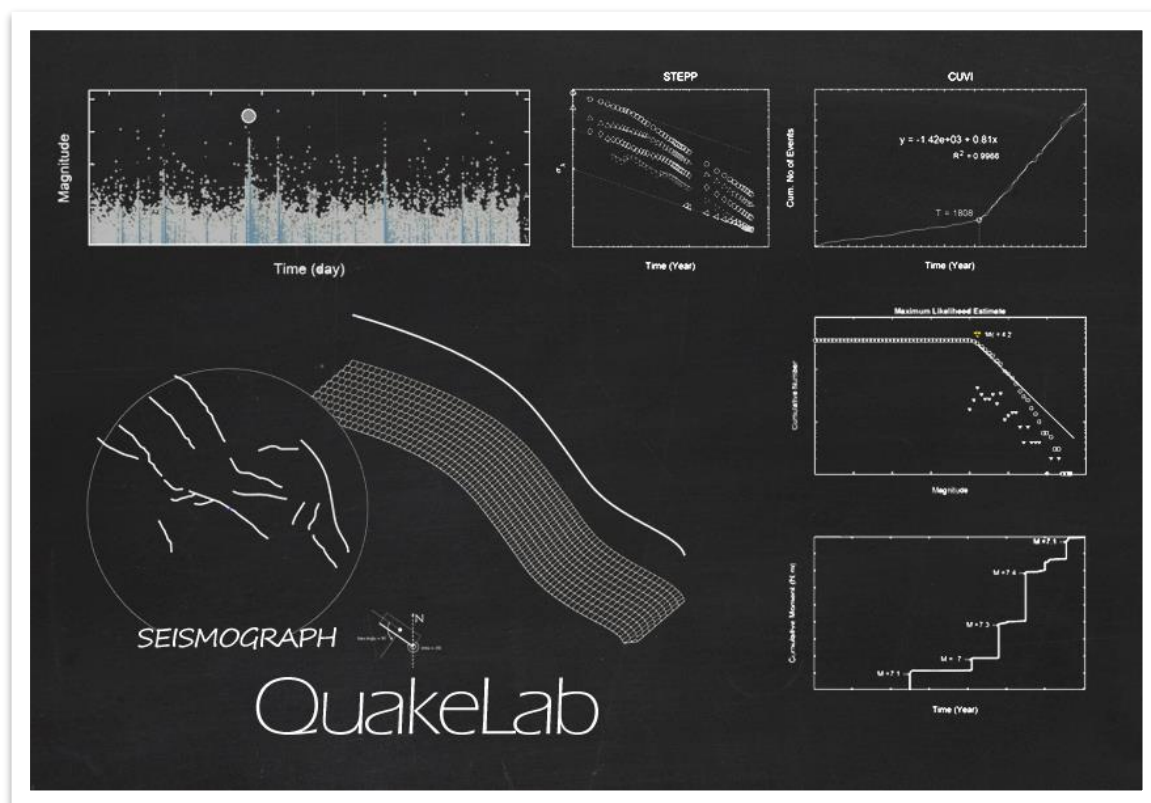 Magnitude
Time (day)
STEPP
Time (Year)
CUVI
Cum. No of Events
y = -1.42e+03 + 0.81x
R² = 0.9966
T = 1808
Time (Year)
Maximum Likelihood Estimate
Mc = 4.2
Cumulative Number
Magnitude
Cumulative Moment (N.m)
M =7.4
M =7.3
M = 7
M =7.1
Time (Year)
SEISMOGRAPH
N
QuakeLab